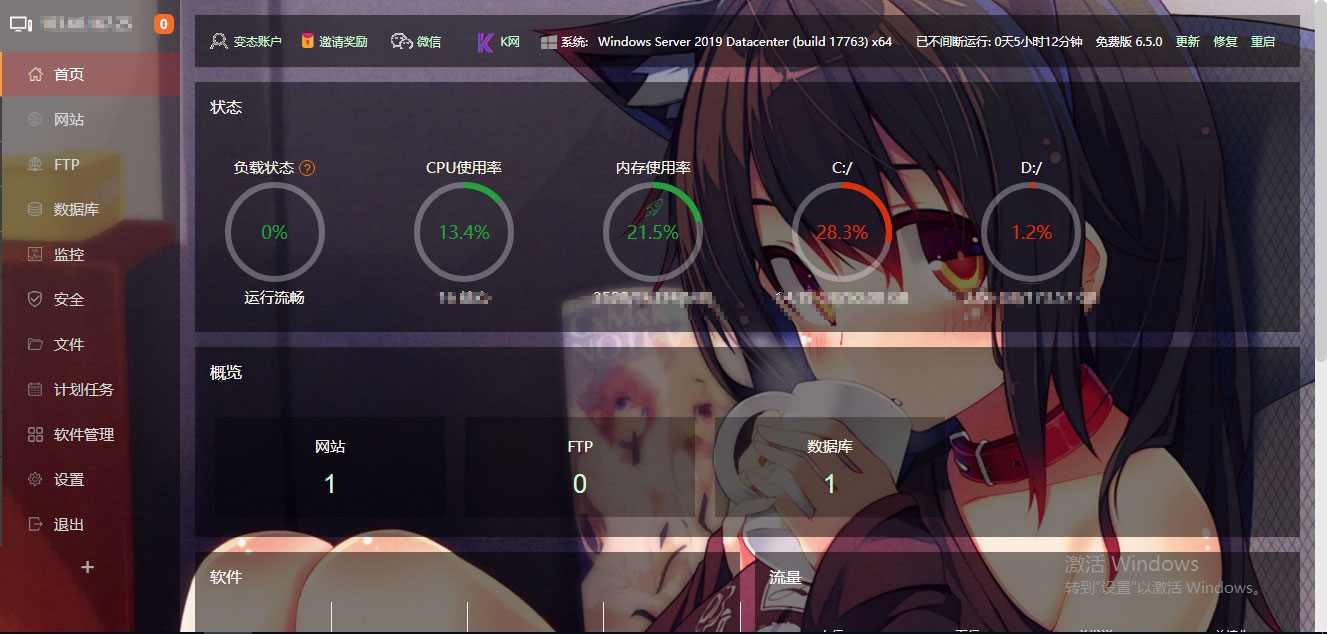 0
首页
网站
FTP
数据库
监控
安全
文件
计划任务
软件管理
设置
退出
+
变态账户 邀请奖励 微信 K网 系统: Windows Server 2019 Datacenter (build 17763) x64 已不间断运行: 0天5小时12分钟 免费版 6.5.0 更新 修复 重启
状态
负载状态 ? CPU使用率 内存使用率 C:/ D:/
0% 13.4% 21.5% 28.3% 1.2%
运行流畅
概览
网站 FTP 数据库
1 0 1
软件 流量
激活 Windows
转到"设置"以激活 Windows。